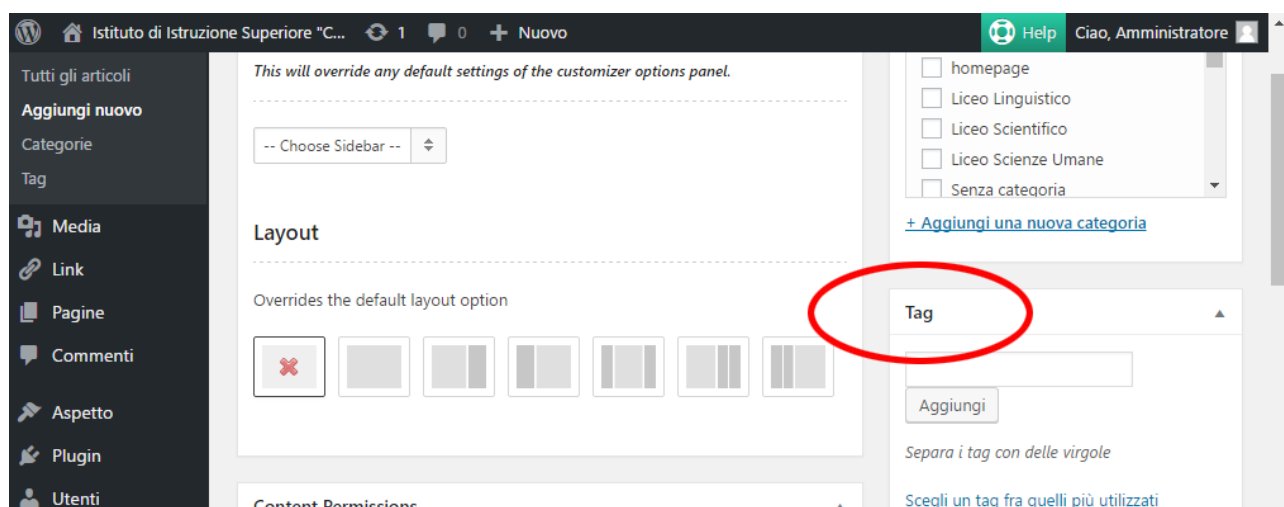 Istituto di Istruzione Superiore "C... 1 0 + Nuovo Help Ciao, Amministratore
Tutti gli articoli
Aggiungi nuovo
Categorie
Tag
Media
Link
Pagine
Commenti
Aspetto
Plugin
Utenti
This will override any default settings of the customizer options panel.
-- Choose Sidebar --
Layout
Overrides the default layout option
Content Permissions
homepage
Liceo Linguistico
Liceo Scientifico
Liceo Scienze Umane
Senza categoria
+ Aggiungi una nuova categoria
Tag
Aggiungi
Separa i tag con delle virgole
Scegli un tag fra quelli più utilizzati